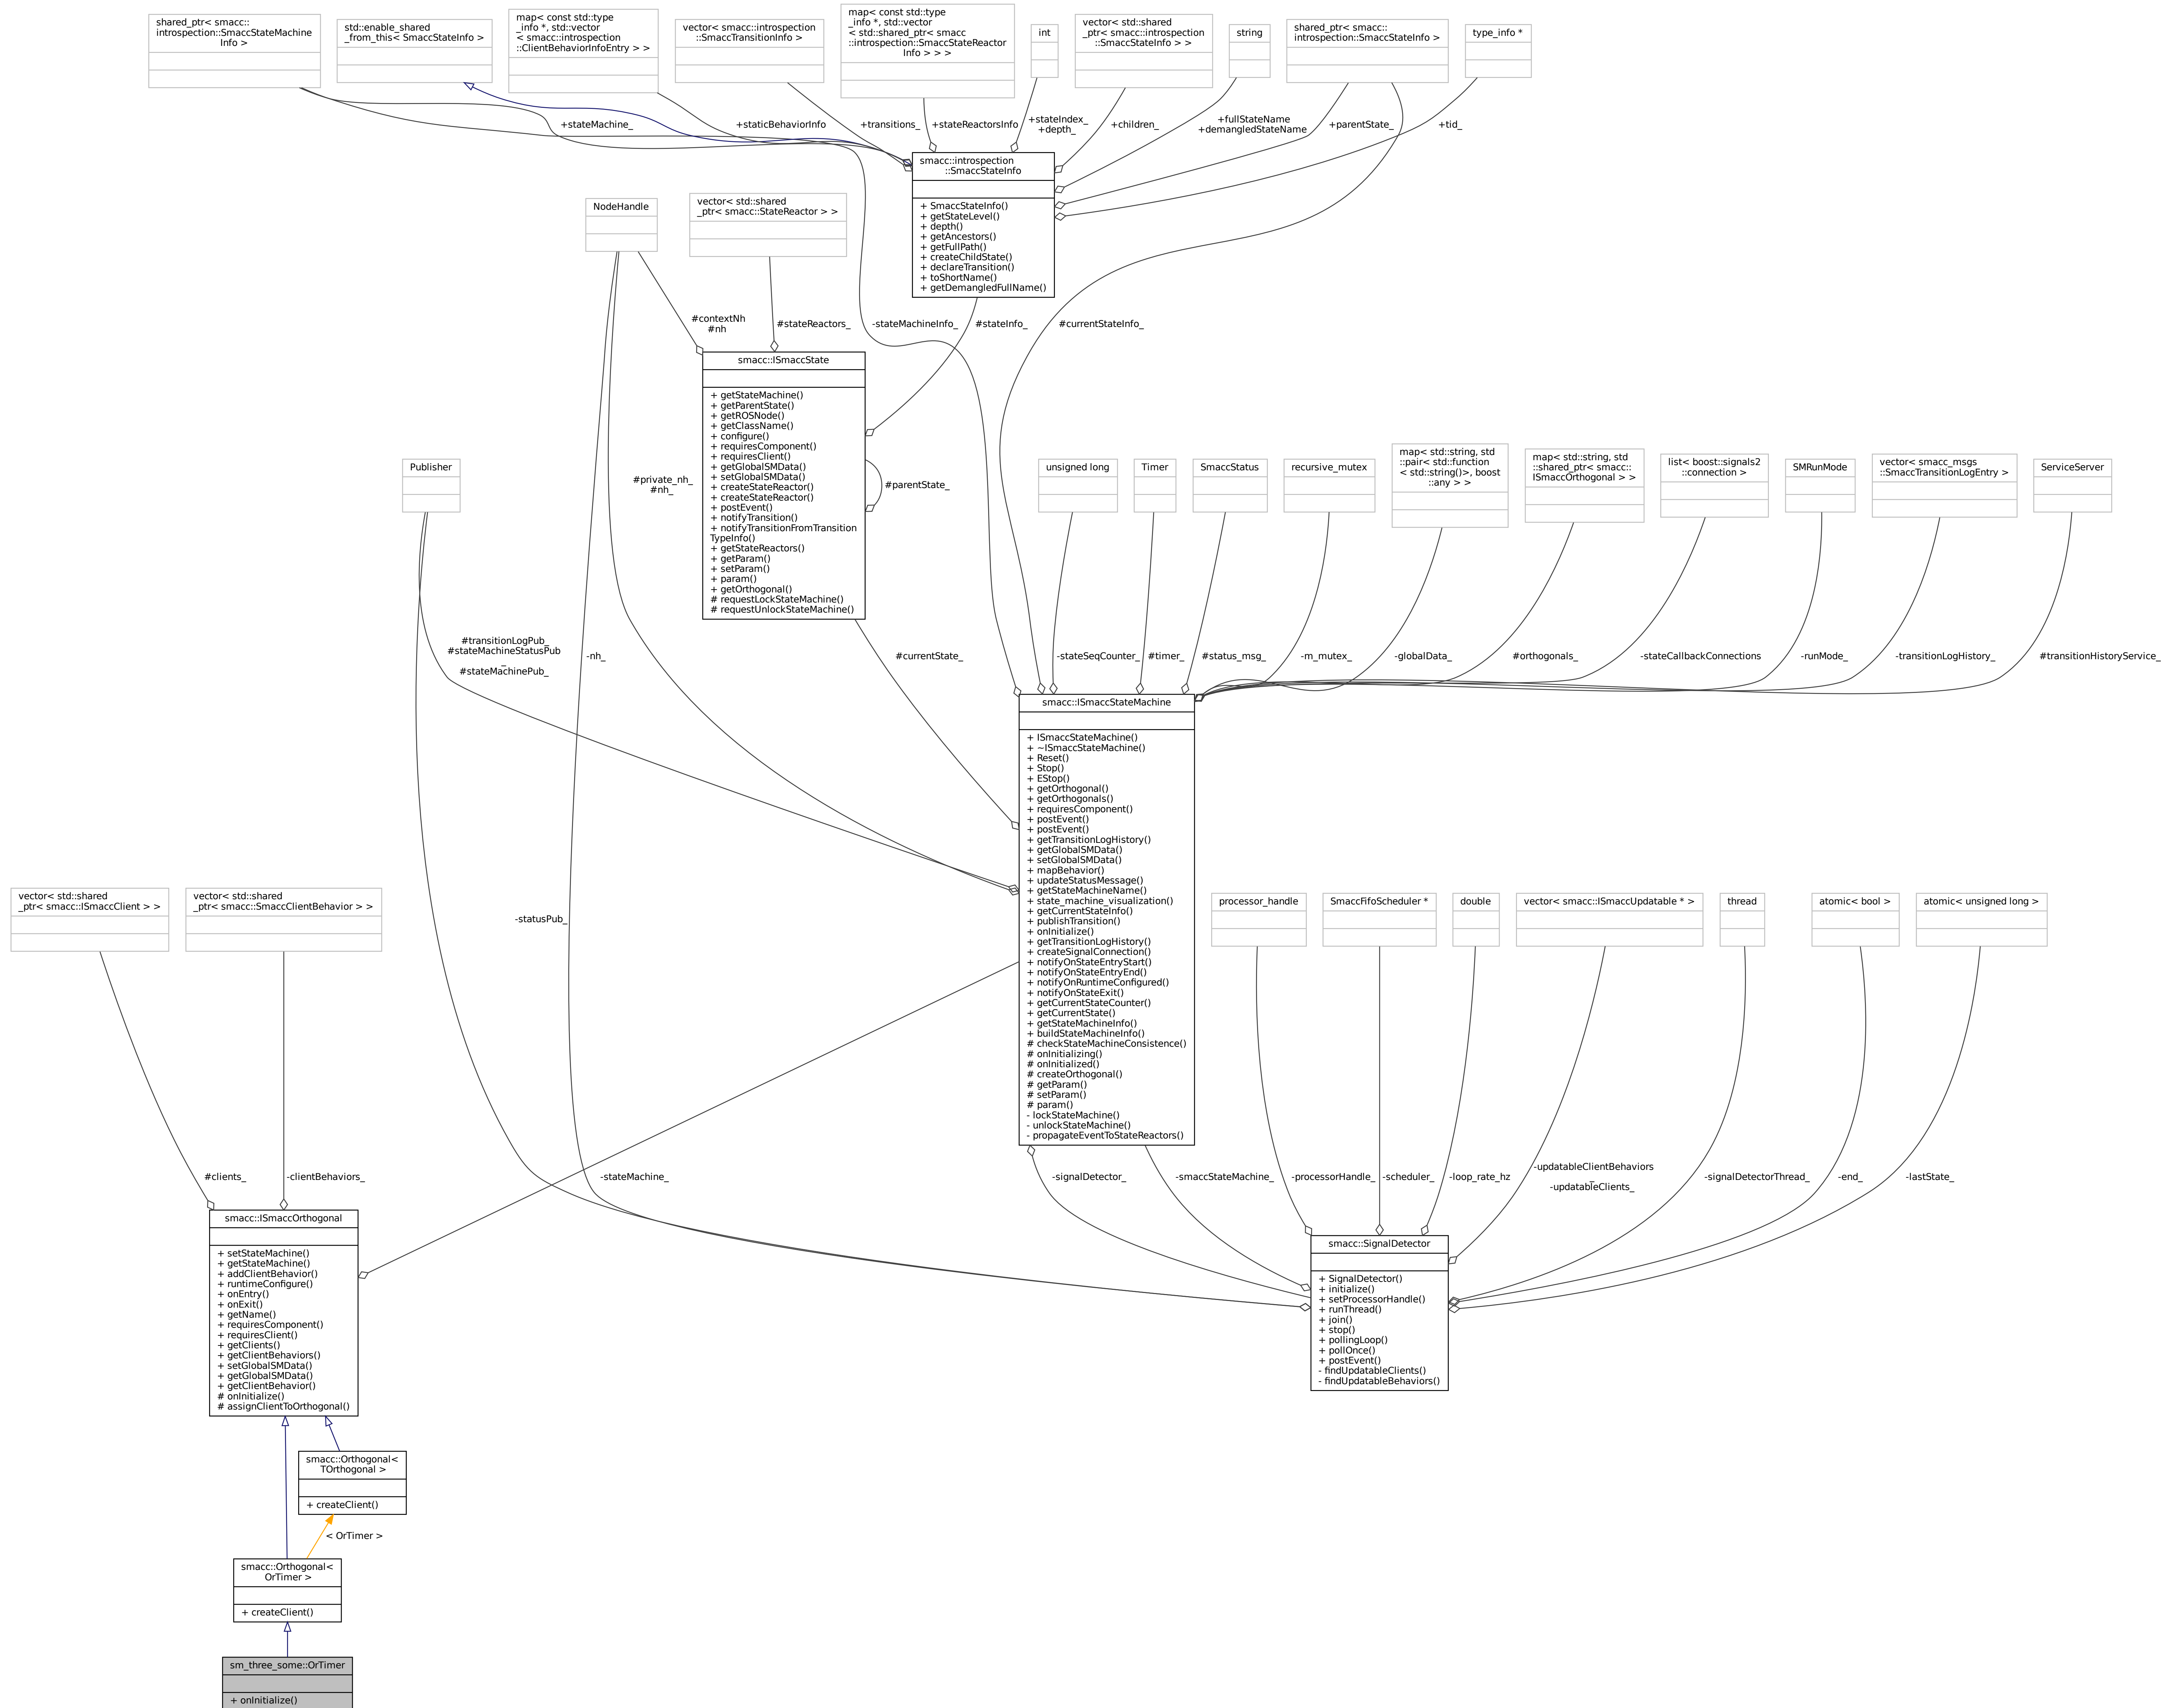 shared_ptr< smacc::
introspection::SmaccStateMachine
Info >
std::enable_shared
_from_this< SmaccStateInfo >
map< const std::type
_info *, std::vector
< smacc::introspection
::ClientBehaviorInfoEntry > >
vector< smacc::introspection
::SmaccTransitionInfo >
map< const std::type
_info *, std::vector
< std::shared_ptr< smacc
::introspection::SmaccStateReactor
Info > > >
int
vector< std::shared
_ptr< smacc::introspection
::SmaccStateInfo > >
string
shared_ptr< smacc::
introspection::SmaccStateInfo >
type_info *
+stateMachine_
+staticBehaviorInfo
+transitions_
+stateReactorsInfo
+stateIndex_
+depth_
+children_
+fullStateName
+demangledStateName
+parentState_
+tid_
smacc::introspection
::SmaccStateInfo
+ SmaccStateInfo()
+ getStateLevel()
+ depth()
+ getAncestors()
+ getFullPath()
+ createChildState()
+ declareTransition()
+ toShortName()
+ getDemangledFullName()
NodeHandle
vector< std::shared
_ptr< smacc::StateReactor > >
#contextNh
#nh
#stateReactors_
-stateMachineInfo_
#stateInfo_
#currentStateInfo_
smacc::ISmaccState
+ getStateMachine()
+ getParentState()
+ getROSNode()
+ getClassName()
+ configure()
+ requiresComponent()
+ requiresClient()
+ getGlobalSMData()
+ setGlobalSMData()
+ createStateReactor()
+ createStateReactor()
+ postEvent()
+ notifyTransition()
+ notifyTransitionFromTransition
TypeInfo()
+ getStateReactors()
+ getParam()
+ setParam()
+ param()
+ getOrthogonal()
# requestLockStateMachine()
# requestUnlockStateMachine()
#parentState_
#private_nh_
#nh_
Publisher
unsigned long
Timer
SmaccStatus
recursive_mutex
map< std::string, std
::pair< std::function
< std::string()>, boost
::any > >
map< std::string, std
::shared_ptr< smacc::
ISmaccOrthogonal > >
list< boost::signals2
::connection >
SMRunMode
vector< smacc_msgs
::SmaccTransitionLogEntry >
ServiceServer
#transitionLogPub_
#stateMachineStatusPub
_
#stateMachinePub_
-nh_
#currentState_
-stateSeqCounter_
#timer_
#status_msg_
-m_mutex_
-globalData_
#orthogonals_
-stateCallbackConnections
-runMode_
-transitionLogHistory_
#transitionHistoryService_
smacc::ISmaccStateMachine
+ ISmaccStateMachine()
+ ~ISmaccStateMachine()
+ Reset()
+ Stop()
+ EStop()
+ getOrthogonal()
+ getOrthogonals()
+ requiresComponent()
+ postEvent()
+ postEvent()
+ getTransitionLogHistory()
+ getGlobalSMData()
+ setGlobalSMData()
+ mapBehavior()
+ updateStatusMessage()
+ getStateMachineName()
+ state_machine_visualization()
+ getCurrentStateInfo()
+ publishTransition()
+ onInitialize()
+ getTransitionLogHistory()
+ createSignalConnection()
+ notifyOnStateEntryStart()
+ notifyOnStateEntryEnd()
+ notifyOnRuntimeConfigured()
+ notifyOnStateExit()
+ getCurrentStateCounter()
+ getCurrentState()
+ getStateMachineInfo()
+ buildStateMachineInfo()
# checkStateMachineConsistence()
# onInitializing()
# onInitialized()
# createOrthogonal()
# getParam()
# setParam()
# param()
- lockStateMachine()
- unlockStateMachine()
- propagateEventToStateReactors()
vector< std::shared
_ptr< smacc::ISmaccClient > >
vector< std::shared
_ptr< smacc::SmaccClientBehavior > >
-statusPub_
processor_handle
SmaccFifoScheduler *
double
vector< smacc::ISmaccUpdatable * >
thread
atomic< bool >
atomic< unsigned long >
#clients_
-clientBehaviors_
-stateMachine_
-signalDetector_
-smaccStateMachine_
-processorHandle_
-scheduler_
-loop_rate_hz
-updatableClientBehaviors
_
-updatableClients_
-signalDetectorThread_
-end_
-lastState_
smacc::ISmaccOrthogonal
+ setStateMachine()
+ getStateMachine()
+ addClientBehavior()
+ runtimeConfigure()
+ onEntry()
+ onExit()
+ getName()
+ requiresComponent()
+ requiresClient()
+ getClients()
+ getClientBehaviors()
+ setGlobalSMData()
+ getGlobalSMData()
+ getClientBehavior()
# onInitialize()
# assignClientToOrthogonal()
smacc::SignalDetector
+ SignalDetector()
+ initialize()
+ setProcessorHandle()
+ runThread()
+ join()
+ stop()
+ pollingLoop()
+ pollOnce()
+ postEvent()
- findUpdatableClients()
- findUpdatableBehaviors()
smacc::Orthogonal<
TOrthogonal >
+ createClient()
< OrTimer >
smacc::Orthogonal<
OrTimer >
+ createClient()
sm_three_some::OrTimer
+ onInitialize()